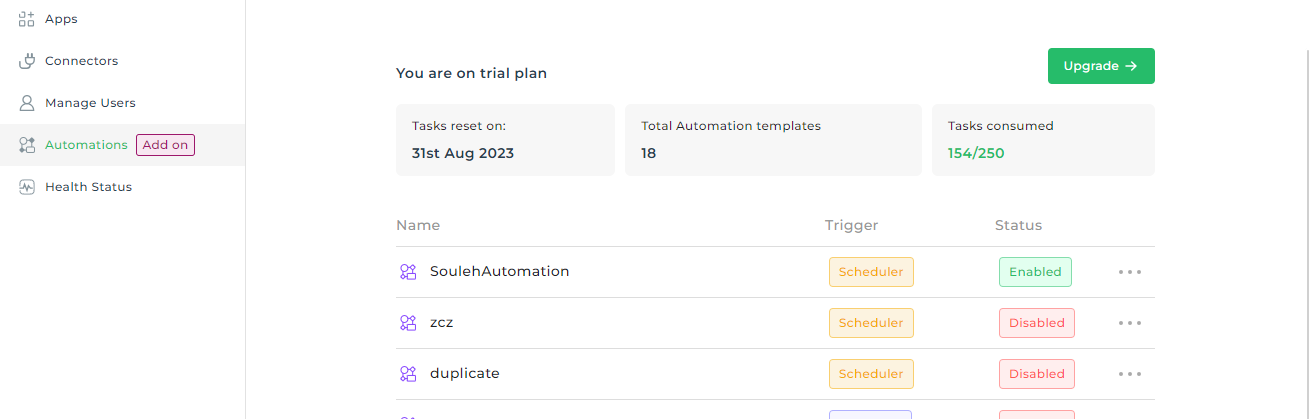 Apps
Connectors
Manage Users
Automations Add on
Health Status
You are on trial plan
Upgrade →
Tasks reset on:
31st Aug 2023
Total Automation templates
18
Tasks consumed
154/250
Name Trigger Status
SoulehAutomation Scheduler Enabled
zcz Scheduler Disabled
duplicate Scheduler Disabled